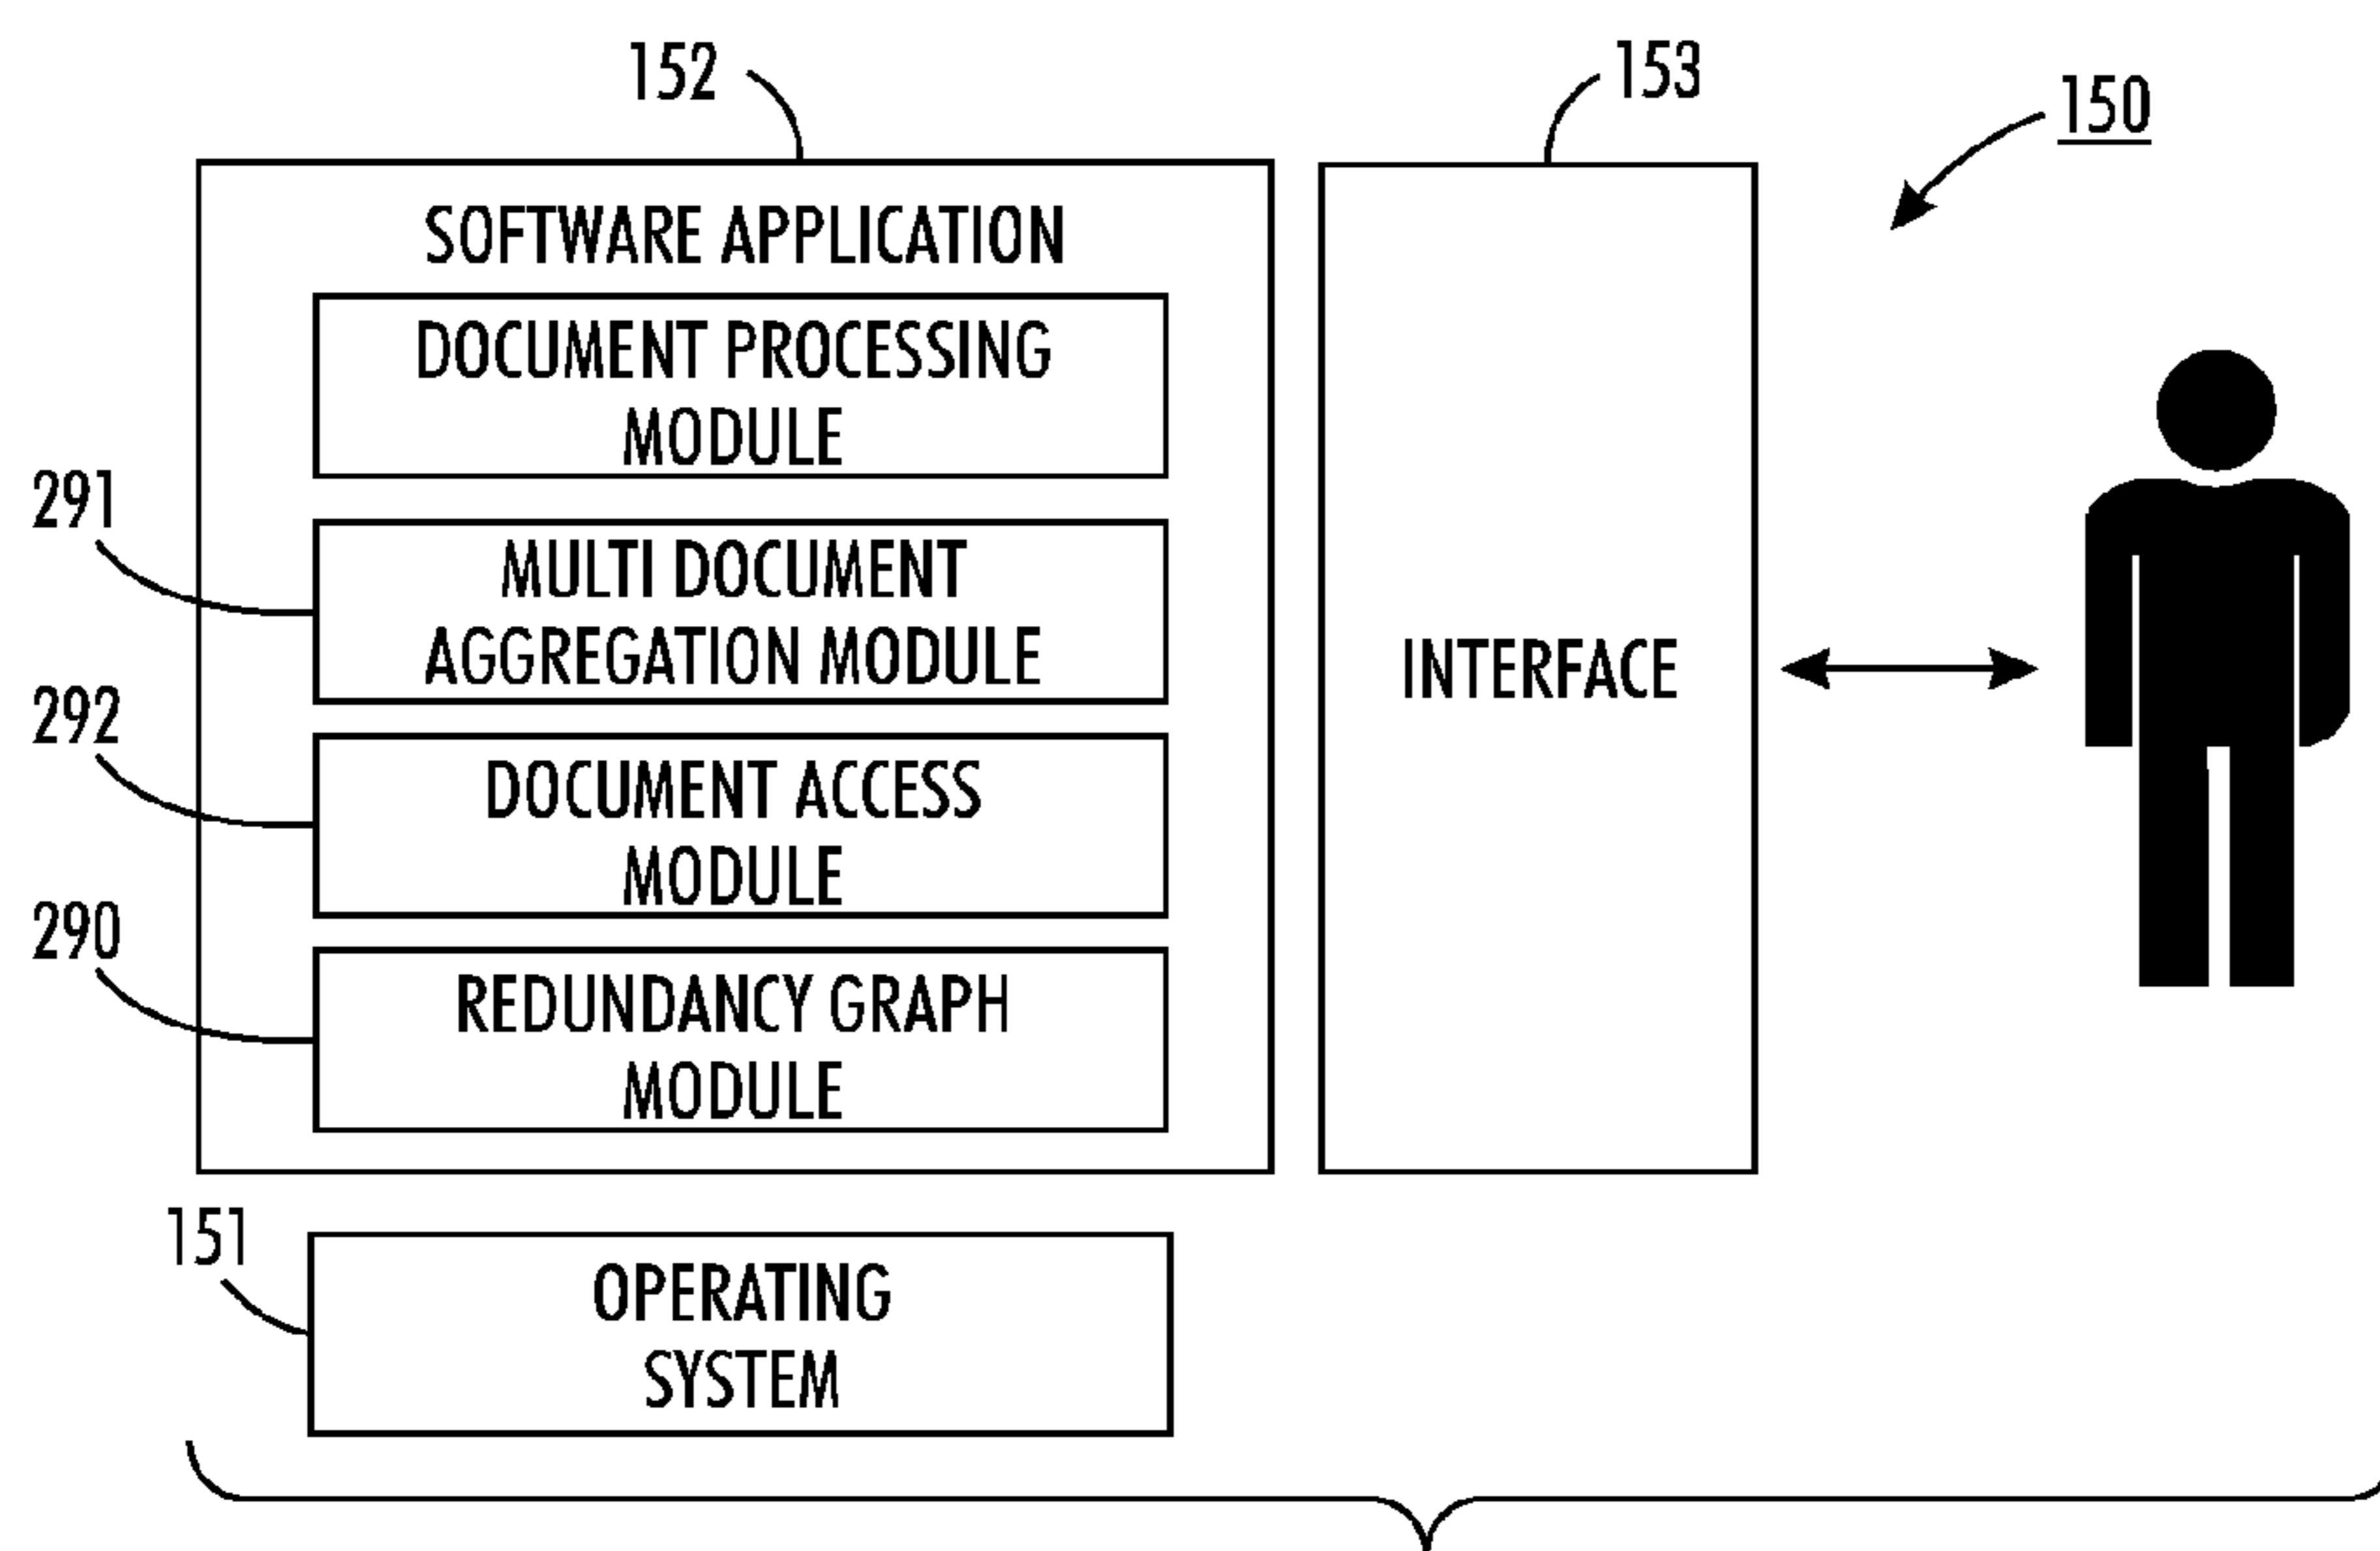 152
153
150
SOFTWARE APPLICATION
DOCUMENT PROCESSING
MODULE
291
MULTI DOCUMENT
AGGREGATION MODULE
292
DOCUMENT ACCESS
MODULE
290
REDUNDANCY GRAPH
MODULE
INTERFACE
151
OPERATING
SYSTEM